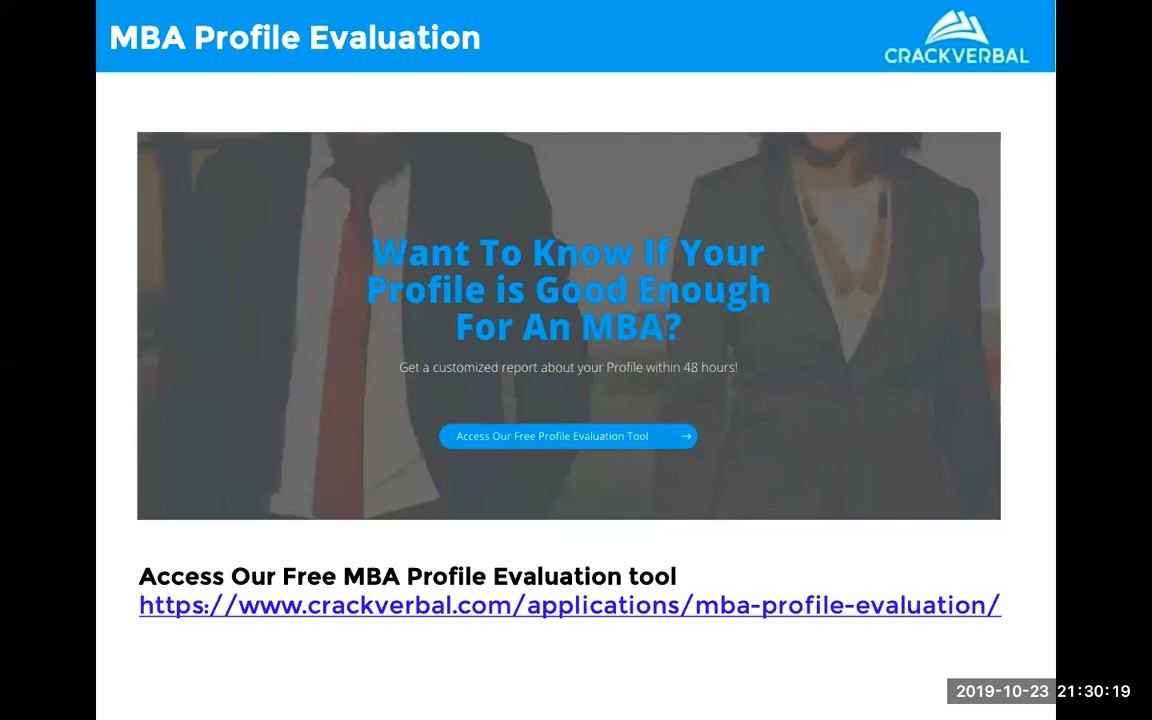 MBA Profile Evaluation
CRACKVERBAL
Want To Know If Your
Profile is Good Enough
For An MBA?
Get a customized report about your Profile within 48 hours!
Access Our Free Profile Evaluation Tool →
Access Our Free MBA Profile Evaluation tool
https://www.crackverbal.com/applications/mba-profile-evaluation/
2019-10-23 21:30:19